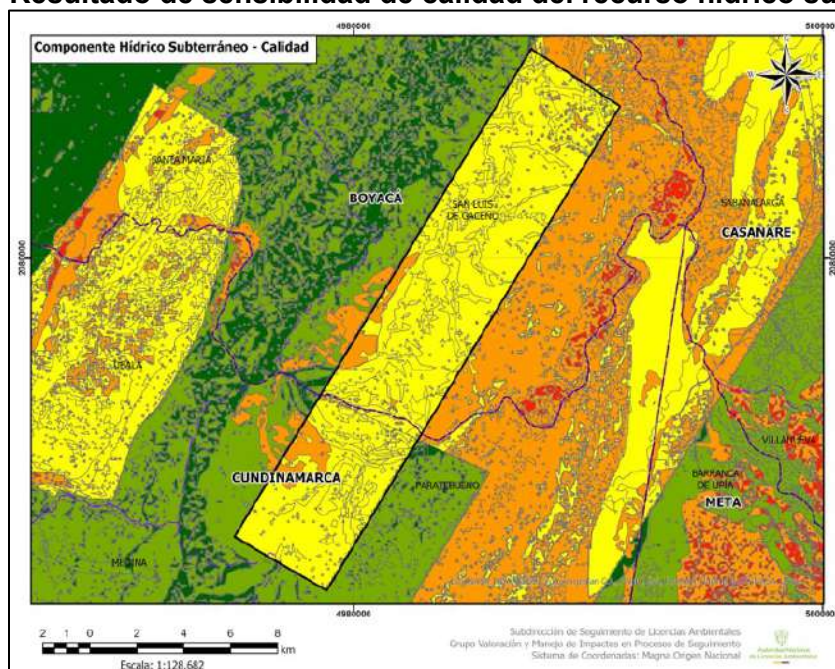 Resultado de sensibilidad de calidad del recurso hídrico su
4980000
Componente Hídrico Subterráneo - Calidad
SANTA MARÍA
BOYACÁ
SAN LUIS
DE GACENO
SABANALARGA
CASANARE
2080000
2080000
UBALÁ
CUNDINAMARCA
PARATEBUENO
VILLANUEVA
BARRANCA
DE UPÍA
META
MEDINA
4980000
2 1 0 2 4 6 8
km
Escala: 1:128.682
Subdirección de Seguimiento de Licencias Ambientales
Grupo Valoración y Manejo de Impactos en Procesos de Seguimiento
Sistema de Coordenadas: Magna Origen Nacional